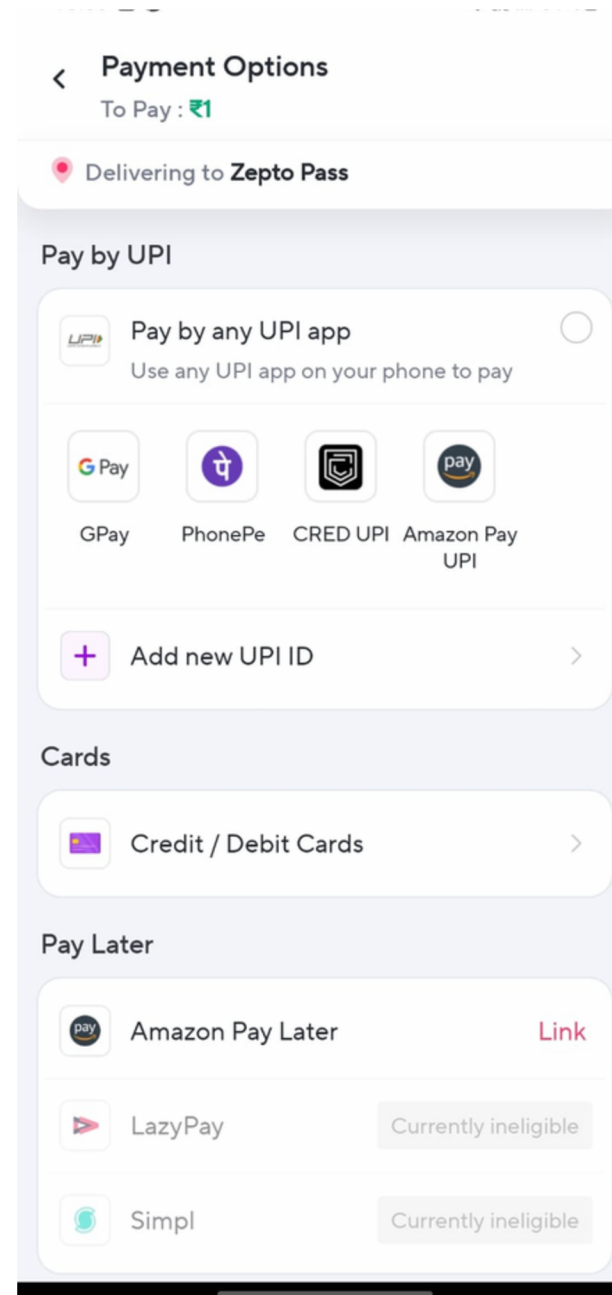 Payment Options
To Pay : ₹1
Delivering to Zepto Pass
Pay by UPI
UPI
Pay by any UPI app
Use any UPI app on your phone to pay
G Pay
पे
pay
GPay
PhonePe
CRED UPI
Amazon Pay UPI
+ Add new UPI ID
Cards
Credit / Debit Cards
Pay Later
pay
Amazon Pay Later
Link
LazyPay
Currently ineligible
Simpl
Currently ineligible